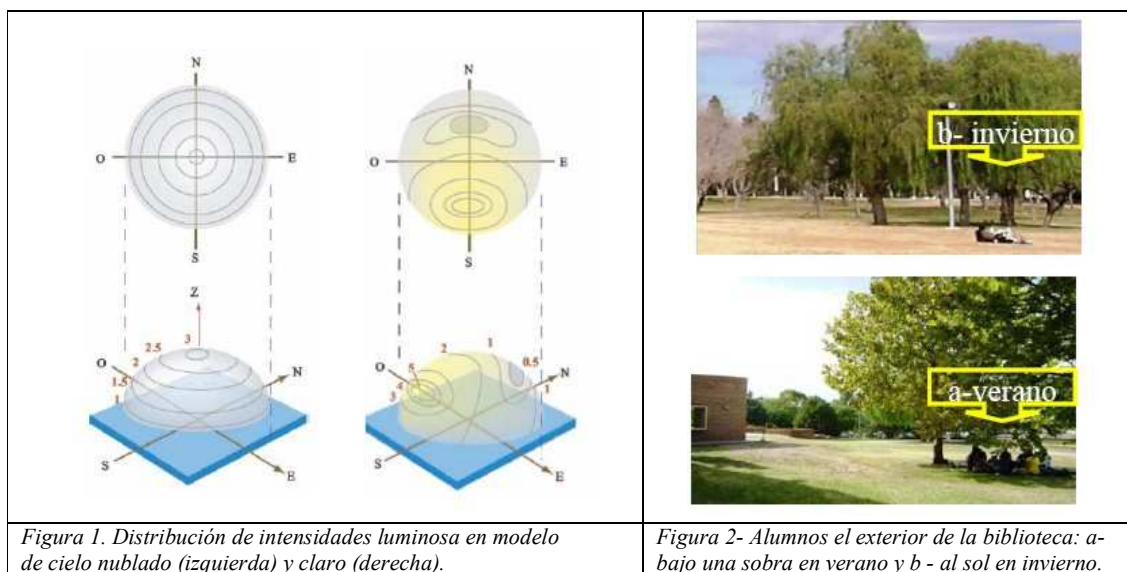 N
O
E
S
Z
3
2.5
O
2
1.5
1
N
S
E
N
O
E
S
2
1
0.5
O
5
4
3
N
1
S
E
b- invierno
a-verano
Figura 1. Distribución de intensidades luminosa en modelo
de cielo nublado (izquierda) y claro (derecha).
Figura 2- Alumnos el exterior de la biblioteca: a-
bajo una sobra en verano y b - al sol en invierno.